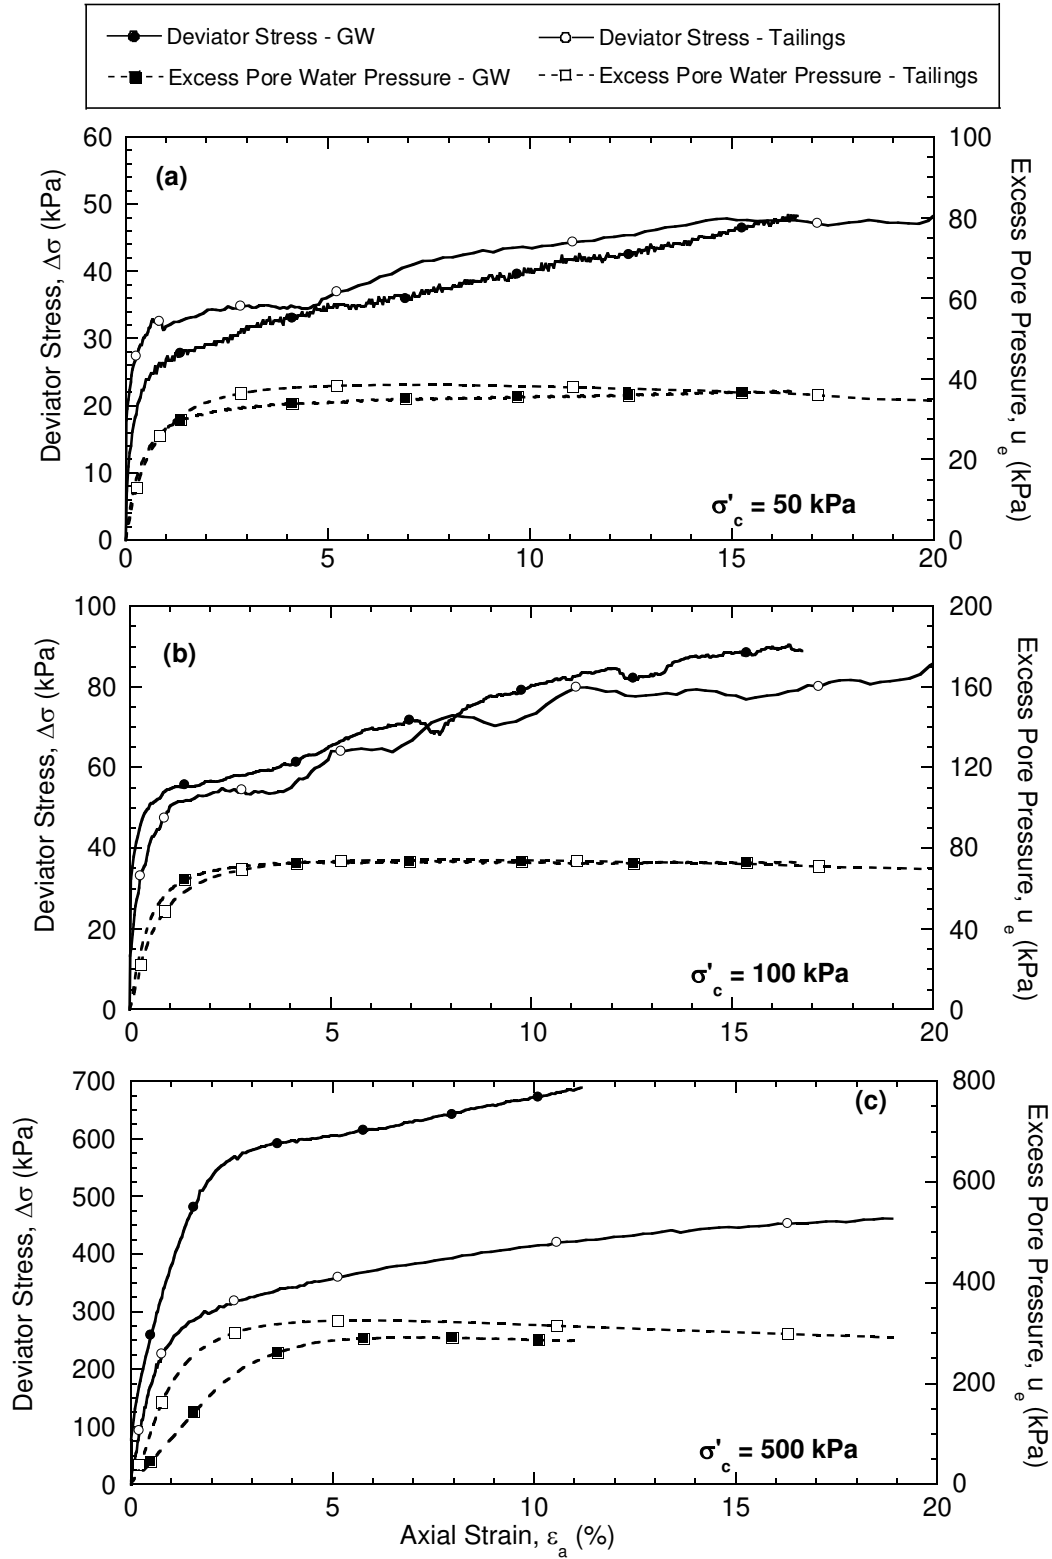 Deviator Stress - GW
Deviator Stress - Tailings
Excess Pore Water Pressure - GW
Excess Pore Water Pressure - Tailings
(a)
Deviator Stress, Δσ (kPa)
60
50
40
30
20
10
0
Excess Pore Pressure, u_e (kPa)
100
80
60
40
20
0
σ'c = 50 kPa
0 5 10 15 20
(b)
Deviator Stress, Δσ (kPa)
100
80
60
40
20
0
Excess Pore Pressure, u_e (kPa)
200
160
120
80
40
0
σ'c = 100 kPa
0 5 10 15 20
(c)
Deviator Stress, Δσ (kPa)
700
600
500
400
300
200
100
0
Excess Pore Pressure, u_e (kPa)
800
600
400
200
0
σ'c = 500 kPa
0 5 10 15 20
Axial Strain, ε_a (%)